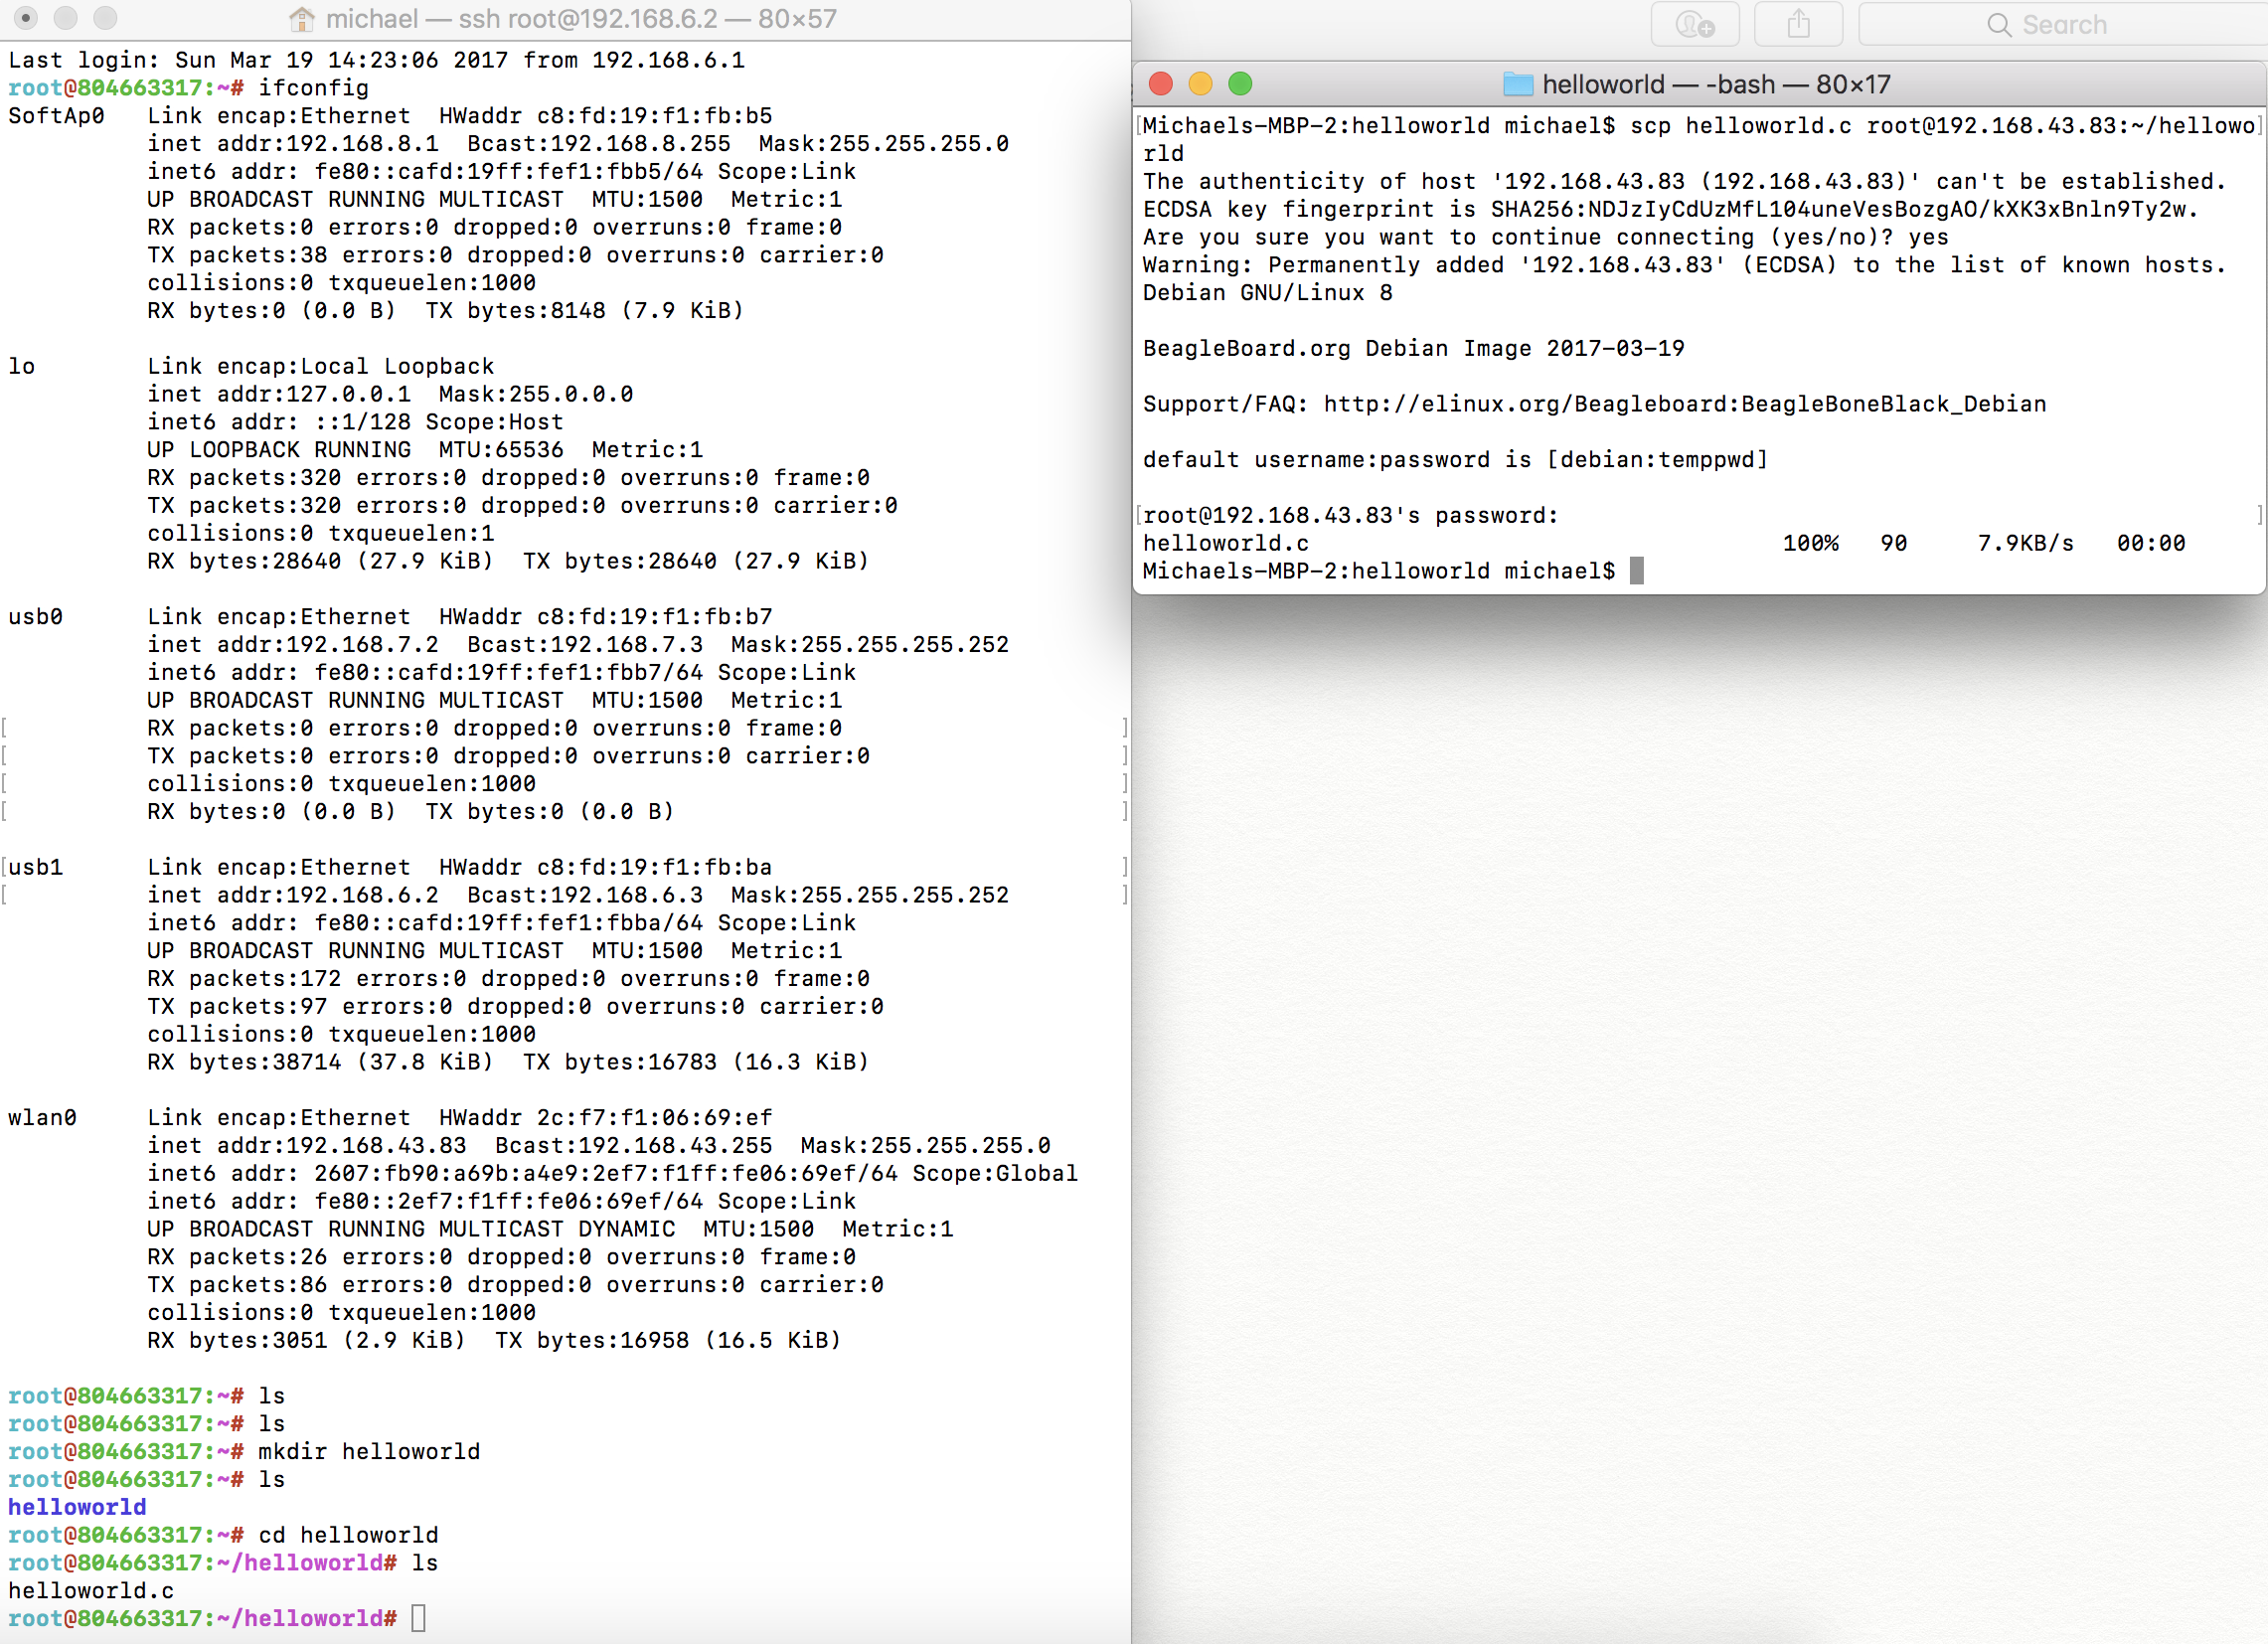 michael — ssh root@192.168.6.2 — 80×57
Last login: Sun Mar 19 14:23:06 2017 from 192.168.6.1
root@804663317:~# ifconfig
SoftAp0   Link encap:Ethernet  HWaddr c8:fd:19:f1:fb:b5
          inet addr:192.168.8.1  Bcast:192.168.8.255  Mask:255.255.255.0
          inet6 addr: fe80::cafd:19ff:fef1:fbb5/64 Scope:Link
          UP BROADCAST RUNNING MULTICAST  MTU:1500  Metric:1
          RX packets:0 errors:0 dropped:0 overruns:0 frame:0
          TX packets:38 errors:0 dropped:0 overruns:0 carrier:0
          collisions:0 txqueuelen:1000
          RX bytes:0 (0.0 B)  TX bytes:8148 (7.9 KiB)
lo        Link encap:Local Loopback
          inet addr:127.0.0.1  Mask:255.0.0.0
          inet6 addr: ::1/128 Scope:Host
          UP LOOPBACK RUNNING  MTU:65536  Metric:1
          RX packets:320 errors:0 dropped:0 overruns:0 frame:0
          TX packets:320 errors:0 dropped:0 overruns:0 carrier:0
          collisions:0 txqueuelen:1
          RX bytes:28640 (27.9 KiB)  TX bytes:28640 (27.9 KiB)
usb0      Link encap:Ethernet  HWaddr c8:fd:19:f1:fb:b7
          inet addr:192.168.7.2  Bcast:192.168.7.3  Mask:255.255.255.252
          inet6 addr: fe80::cafd:19ff:fef1:fbb7/64 Scope:Link
          UP BROADCAST RUNNING MULTICAST  MTU:1500  Metric:1
          RX packets:0 errors:0 dropped:0 overruns:0 frame:0
          TX packets:0 errors:0 dropped:0 overruns:0 carrier:0
          collisions:0 txqueuelen:1000
          RX bytes:0 (0.0 B)  TX bytes:0 (0.0 B)
usb1      Link encap:Ethernet  HWaddr c8:fd:19:f1:fb:ba
          inet addr:192.168.6.2  Bcast:192.168.6.3  Mask:255.255.255.252
          inet6 addr: fe80::cafd:19ff:fef1:fbba/64 Scope:Link
          UP BROADCAST RUNNING MULTICAST  MTU:1500  Metric:1
          RX packets:172 errors:0 dropped:0 overruns:0 frame:0
          TX packets:97 errors:0 dropped:0 overruns:0 carrier:0
          collisions:0 txqueuelen:1000
          RX bytes:38714 (37.8 KiB)  TX bytes:16783 (16.3 KiB)
wlan0     Link encap:Ethernet  HWaddr 2c:f7:f1:06:69:ef
          inet addr:192.168.43.83  Bcast:192.168.43.255  Mask:255.255.255.0
          inet6 addr: 2607:fb90:a69b:a4e9:2ef7:f1ff:fe06:69ef/64 Scope:Global
          inet6 addr: fe80::2ef7:f1ff:fe06:69ef/64 Scope:Link
          UP BROADCAST RUNNING MULTICAST DYNAMIC  MTU:1500  Metric:1
          RX packets:26 errors:0 dropped:0 overruns:0 frame:0
          TX packets:86 errors:0 dropped:0 overruns:0 carrier:0
          collisions:0 txqueuelen:1000
          RX bytes:3051 (2.9 KiB)  TX bytes:16958 (16.5 KiB)
root@804663317:~# ls
root@804663317:~# ls
root@804663317:~# mkdir helloworld
root@804663317:~# ls
helloworld
root@804663317:~# cd helloworld
root@804663317:~/helloworld# ls
helloworld.c
root@804663317:~/helloworld#
Search
helloworld — -bash — 80×17
Michaels-MBP-2:helloworld michael$ scp helloworld.c root@192.168.43.83:~/hellowo
rld
The authenticity of host '192.168.43.83 (192.168.43.83)' can't be established.
ECDSA key fingerprint is SHA256:NDJzIyCdUzMfL104uneVesBozgAO/kXK3xBnln9Ty2w.
Are you sure you want to continue connecting (yes/no)? yes
Warning: Permanently added '192.168.43.83' (ECDSA) to the list of known hosts.
Debian GNU/Linux 8
BeagleBoard.org Debian Image 2017-03-19
Support/FAQ: http://elinux.org/Beagleboard:BeagleBoneBlack_Debian
default username:password is [debian:temppwd]
root@192.168.43.83's password:
helloworld.c                                  100%   90     7.9KB/s   00:00
Michaels-MBP-2:helloworld michael$